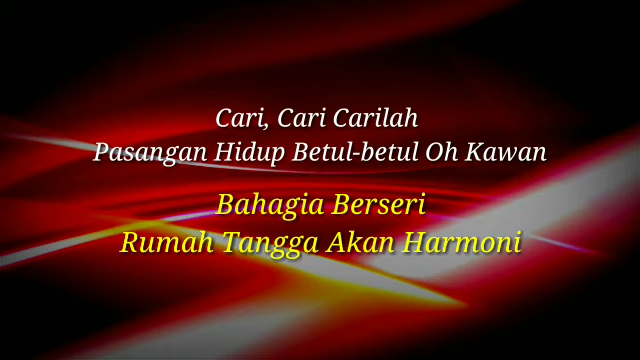 Cari, Cari Carilah
Pasangan Hidup Betul-betul Oh Kawan
Bahagia Berseri
Rumah Tangga Akan Harmoni